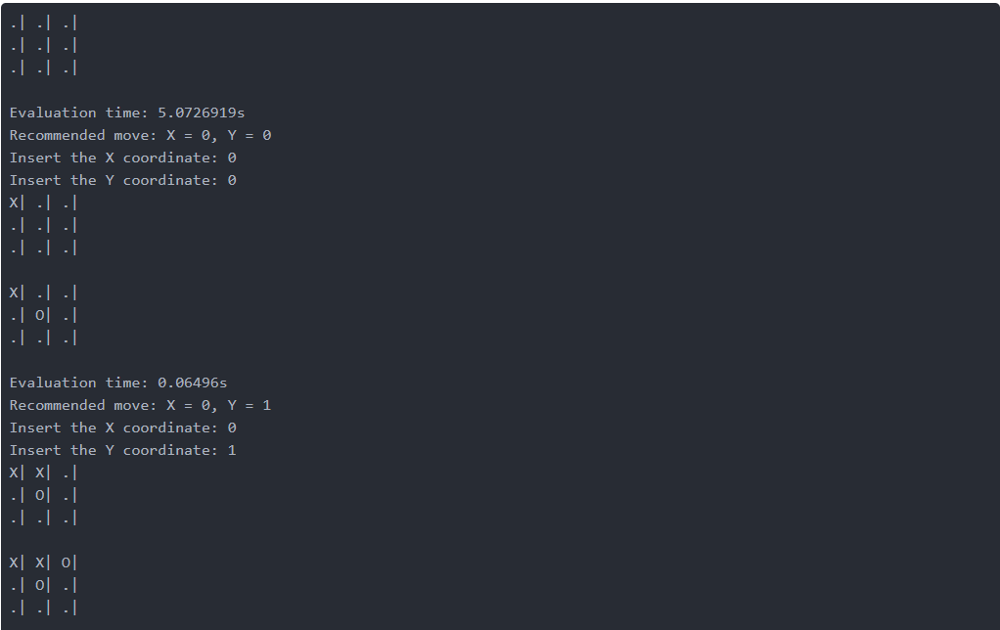 .| .| .|
.| .| .|
.| .| .|
Evaluation time: 5.0726919s
Recommended move: X = 0, Y = 0
Insert the X coordinate: 0
Insert the Y coordinate: 0
X| .| .|
.| .| .|
.| .| .|
X| .| .|
.| O| .|
.| .| .|
Evaluation time: 0.06496s
Recommended move: X = 0, Y = 1
Insert the X coordinate: 0
Insert the Y coordinate: 1
X| X| .|
.| O| .|
.| .| .|
X| X| O|
.| O| .|
.| .| .|